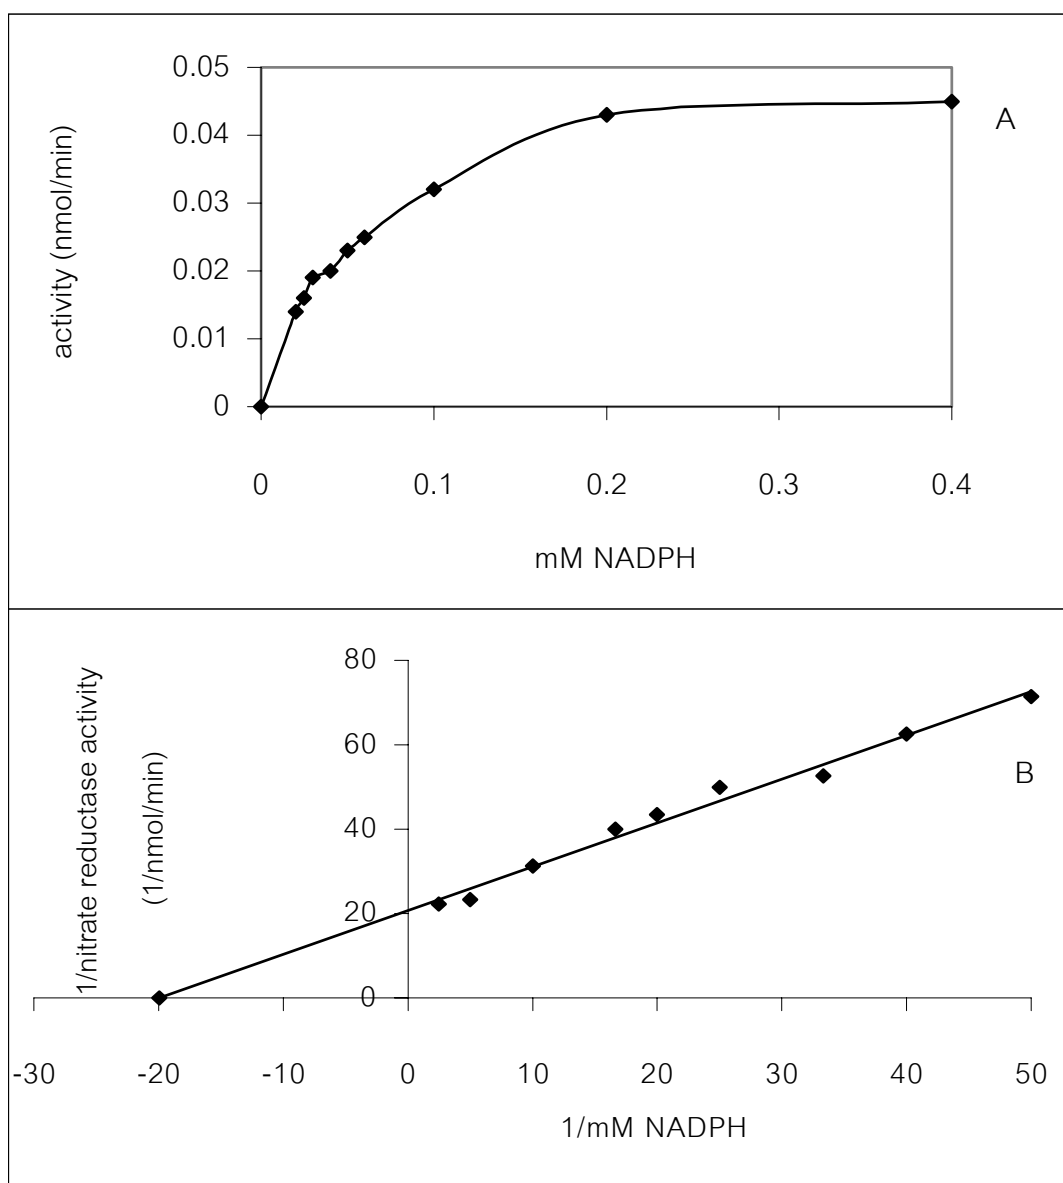 0.05
0.04
0.03
0.02
0.01
0
activity (nmol/min)
A
0 0.1 0.2 0.3 0.4
mM NADPH
80
60
40
20
0
1/nitrate reductase activity
(1/nmol/min)
B
-30 -20 -10 0 10 20 30 40 50
1/mM NADPH